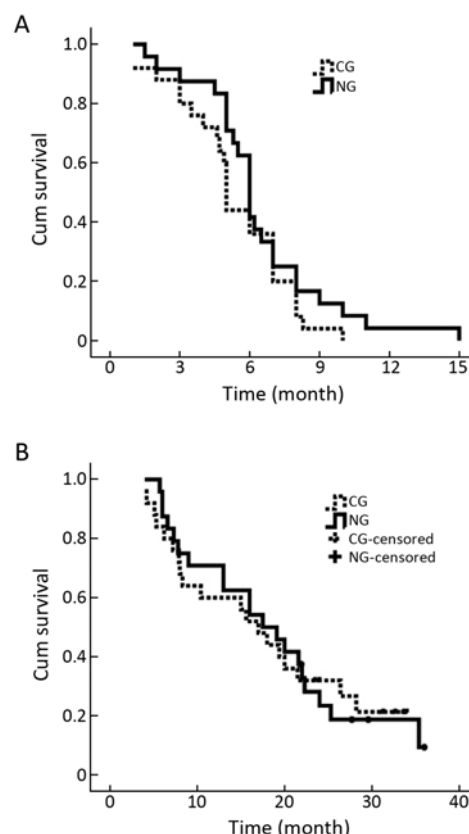 A
1.0
0.8
0.6
0.4
0.2
0
Cum survival
CG
NG
0 3 6 9 12 15
Time (month)
B
1.0
0.8
0.6
0.4
0.2
0.0
Cum survival
CG
NG
CG-censored
NG-censored
0 10 20 30 40
Time (month)